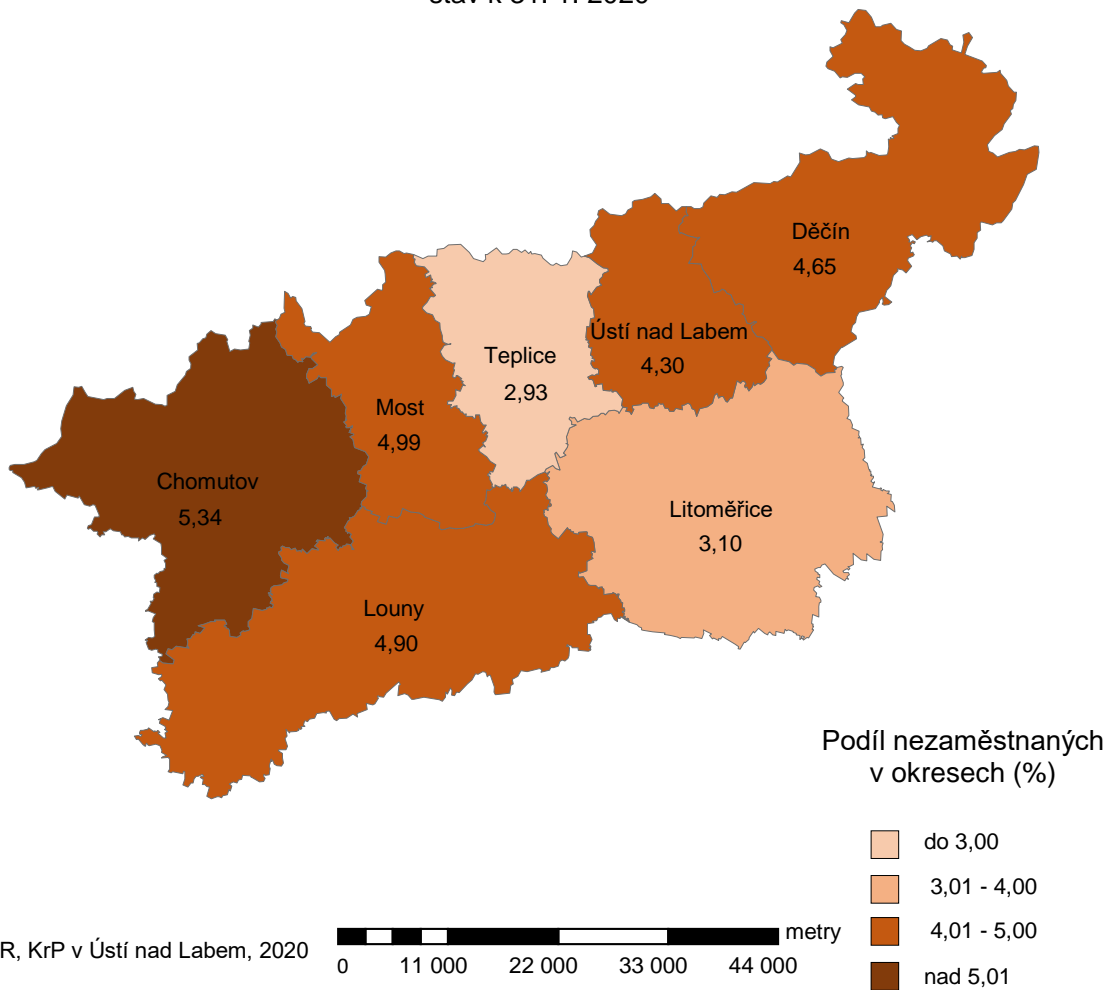 Děčín
4,65
Ústí nad Labem
4,30
Teplice
2,93
Most
4,99
Chomutov
5,34
Litoměřice
3,10
Louny
4,90
Podíl nezaměstnaných
v okresech (%)
do 3,00
3,01 - 4,00
4,01 - 5,00
nad 5,01
R, KrP v Ústí nad Labem, 2020
metry
0 11 000 22 000 33 000 44 000